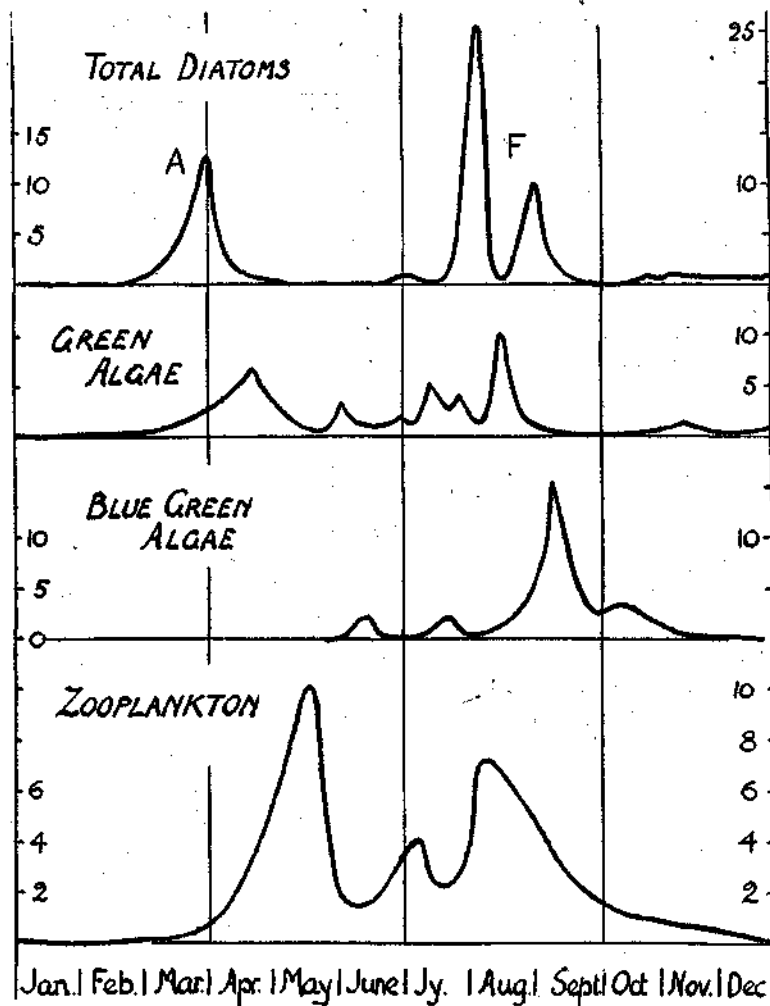 TOTAL DIATOMS
25
15
A
F
10
10
5
GREEN
ALGAE
10
5
BLUE GREEN
ALGAE
10
10
5
0
ZOOPLANKTON
10
8
6
6
4
4
2
2
Jan. Feb. Mar. Apr. May June Jy. Aug. Sept. Oct Nov. Dec